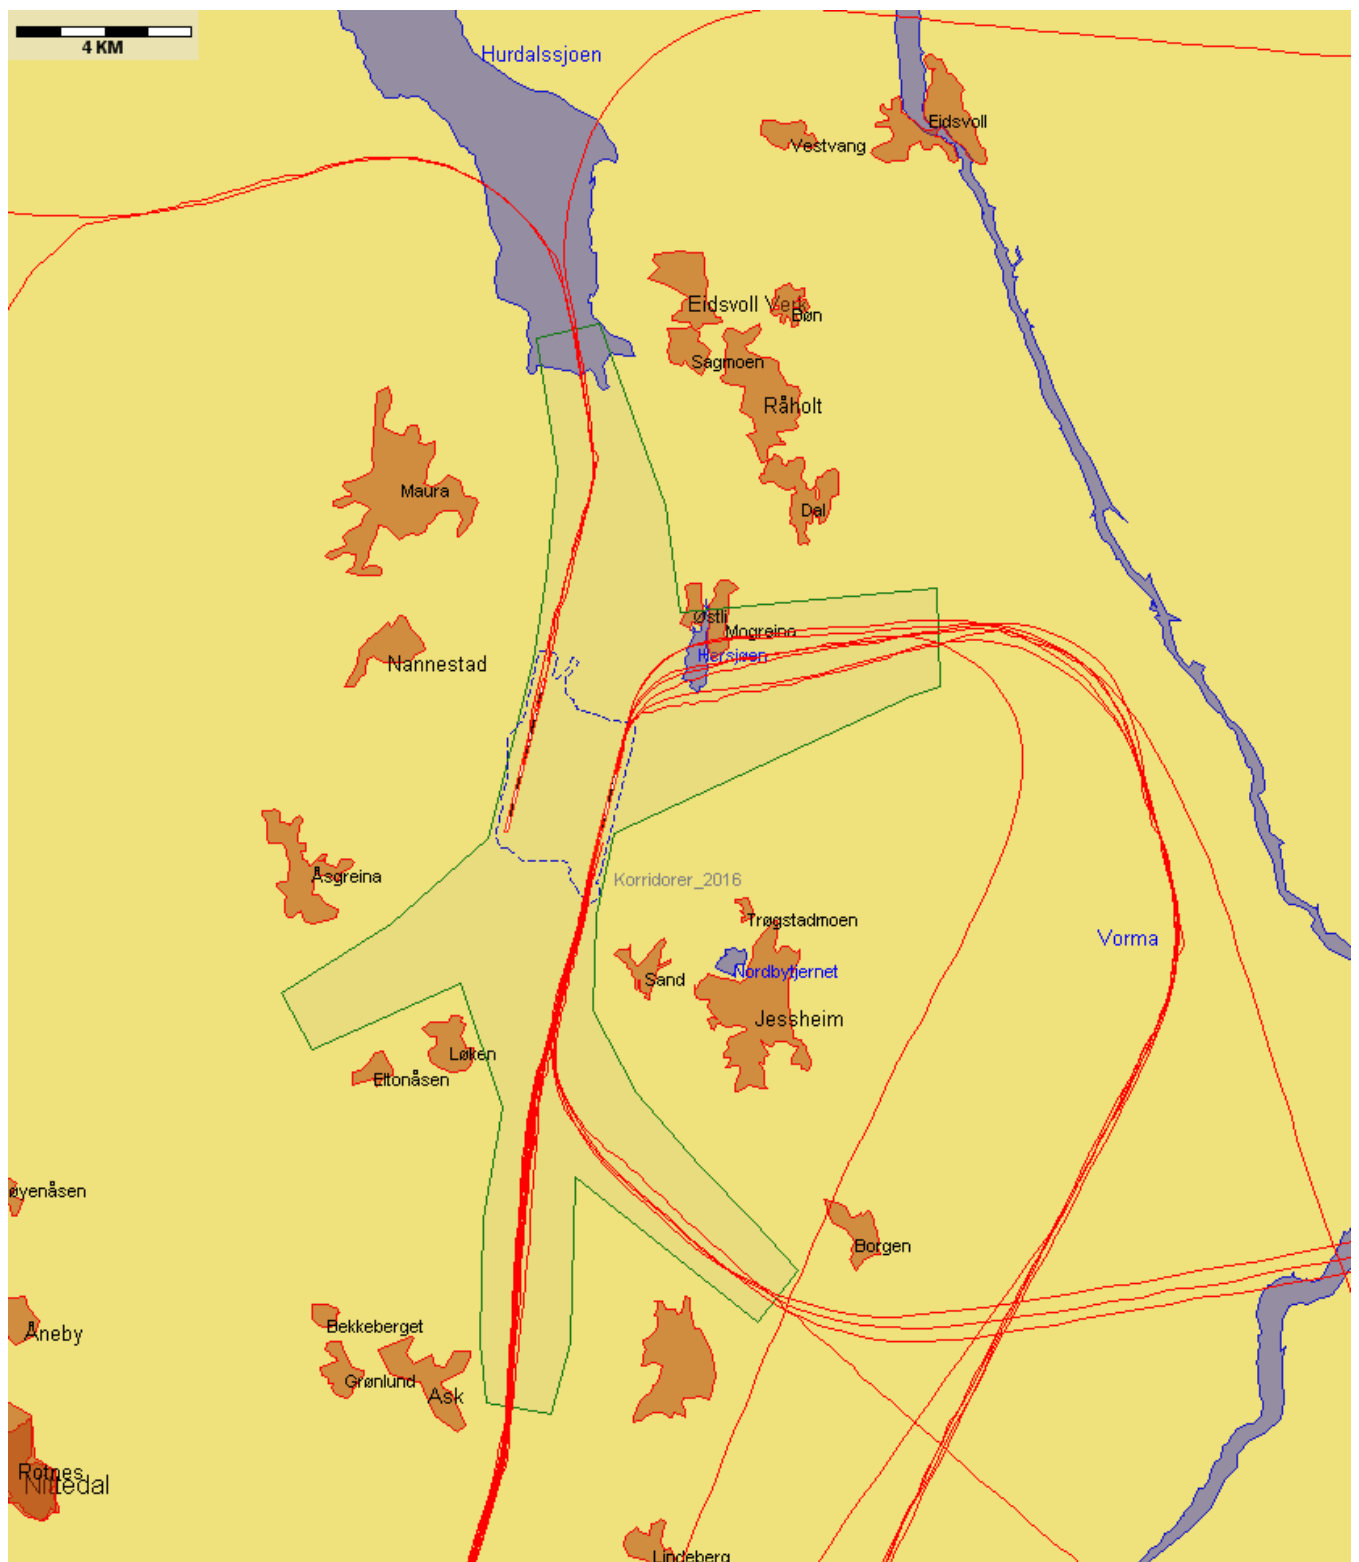 4 KM
Hurdalssjoen
Eidsvoll
Vestvang
Eidsvoll Verk
Bøn
Sagmoen
Råholt
Maura
Dal
Østli
Mogreina
Hersjøen
Nannestad
Åsgreina
Korridorer_2016
Trøgstadmoen
Vorma
Nordbytjernet
Sand
Jessheim
Løken
Eltonåsen
øyenåsen
Borgen
Bekkeberget
Åneby
Grønlund
Ask
Rotnes
Nittedal
Lindeberg